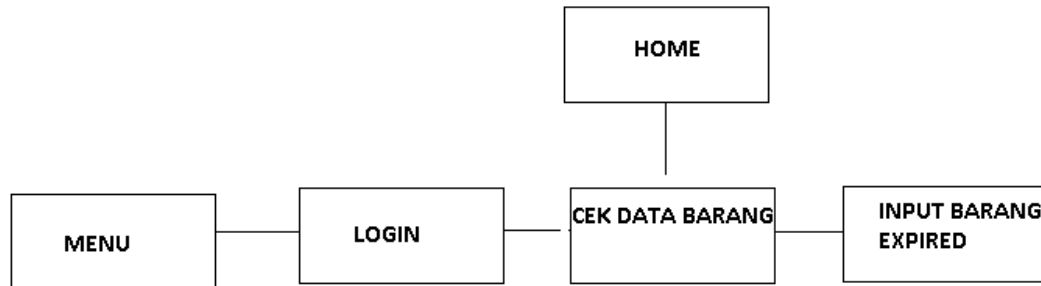 HOME
MENU
LOGIN
CEK DATA BARANG
INPUT BARANG
EXPIRED